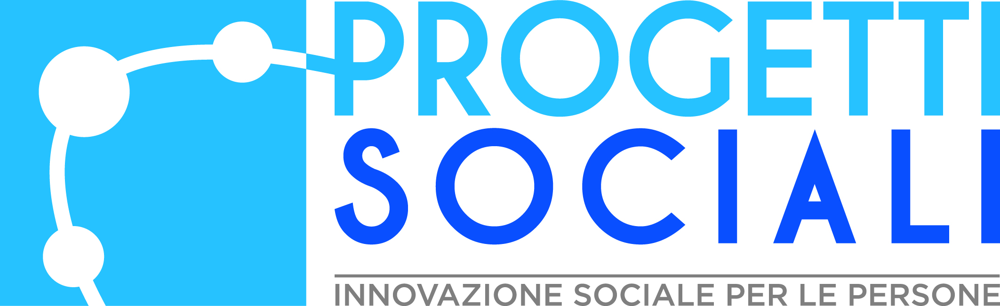 PROGETTI
SOCIALI
INNOVAZIONE SOCIALE PER LE PERSONE